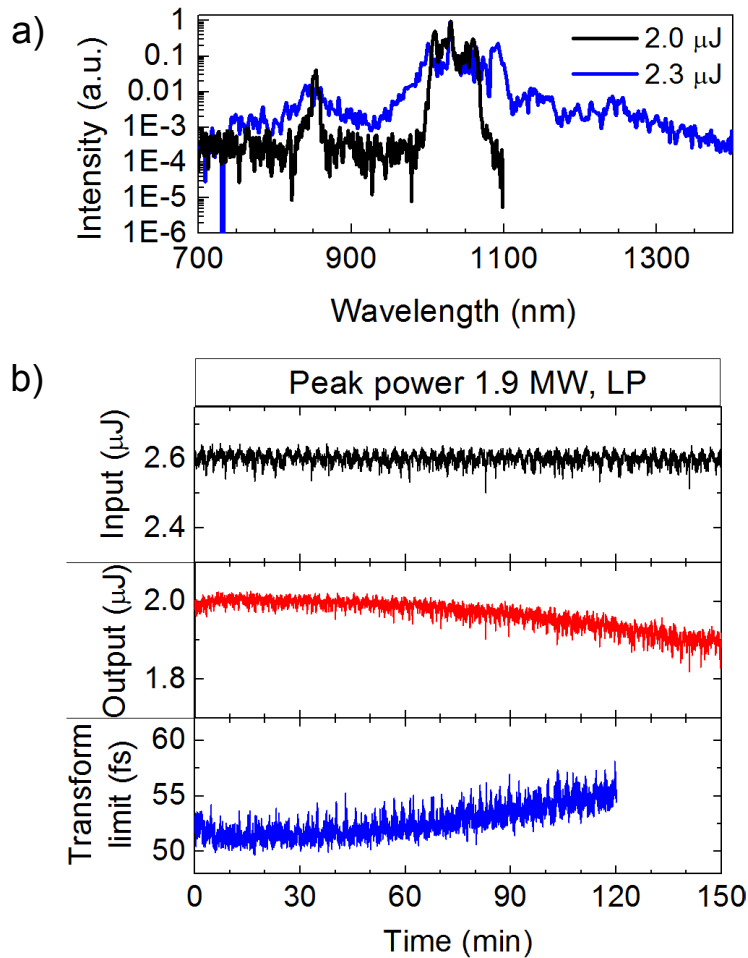 a)
Intensity (a.u.)
1
0.1
0.01
1E-3
1E-4
1E-5
1E-6
2.0 μJ
2.3 μJ
700 900 1100 1300
Wavelength (nm)
b)
Peak power 1.9 MW, LP
Input (μJ)
2.6
2.4
Output (μJ)
2.0
1.8
Transform
limit (fs)
60
55
50
0 30 60 90 120 150
Time (min)